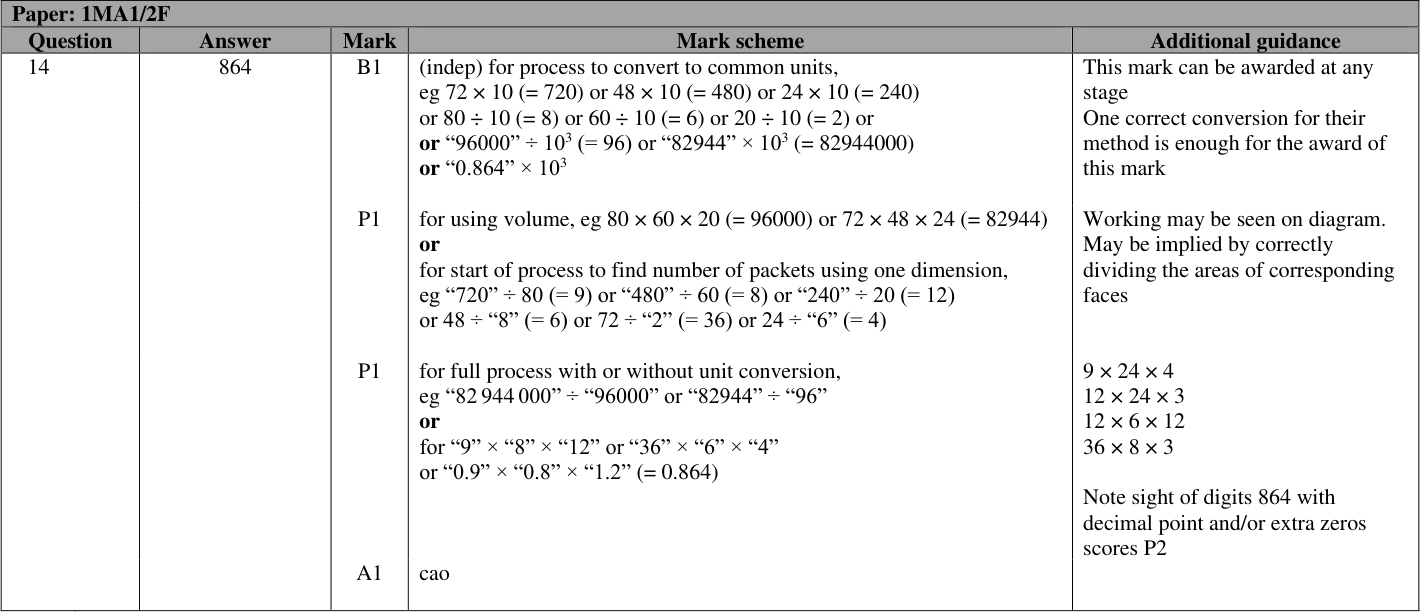 Paper: 1MA1/2F
Question Answer Mark Mark scheme Additional guidance
14 864 B1 (indep) for process to convert to common units, This mark can be awarded at any
eg 72 × 10 (= 720) or 48 × 10 (= 480) or 24 × 10 (= 240) stage
or 80 ÷ 10 (= 8) or 60 ÷ 10 (= 6) or 20 ÷ 10 (= 2) or One correct conversion for their
or “96000” ÷ 10³ (= 96) or “82944” × 10³ (= 82944000) method is enough for the award of
or “0.864” × 10³ this mark
P1 for using volume, eg 80 × 60 × 20 (= 96000) or 72 × 48 × 24 (= 82944) Working may be seen on diagram.
or May be implied by correctly
for start of process to find number of packets using one dimension, dividing the areas of corresponding
eg “720” ÷ 80 (= 9) or “480” ÷ 60 (= 8) or “240” ÷ 20 (= 12) faces
or 48 ÷ “8” (= 6) or 72 ÷ “2” (= 36) or 24 ÷ “6” (= 4)
P1 for full process with or without unit conversion, 9 × 24 × 4
eg “82 944 000” ÷ “96000” or “82944” ÷ “96” 12 × 24 × 3
or 12 × 6 × 12
for “9” × “8” × “12” or “36” × “6” × “4” 36 × 8 × 3
or “0.9” × “0.8” × “1.2” (= 0.864)
Note sight of digits 864 with
decimal point and/or extra zeros
scores P2
A1 cao